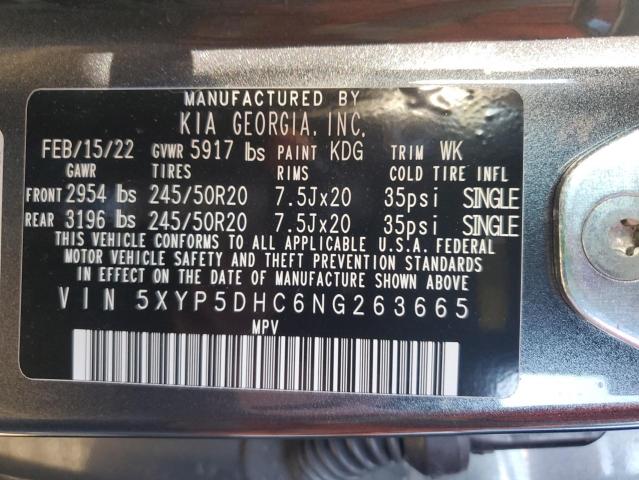 MANUFACTURED BY
KIA GEORGIA, INC.
FEB/15/22 GVWR 5917 lbs PAINT KDG TRIM WK
GAWR TIRES RIMS COLD TIRE INFL
FRONT 2954 lbs 245/50R20 7.5Jx20 35psi SINGLE
REAR 3196 lbs 245/50R20 7.5Jx20 35psi SINGLE
THIS VEHICLE CONFORMS TO ALL APPLICABLE U.S.A. FEDERAL
MOTOR VEHICLE SAFETY AND THEFT PREVENTION STANDARDS
IN EFFECT ON THE DATE OF MANUFACTURE SHOWN ABOVE
VIN 5XYP5DHC6NG263665
MPV